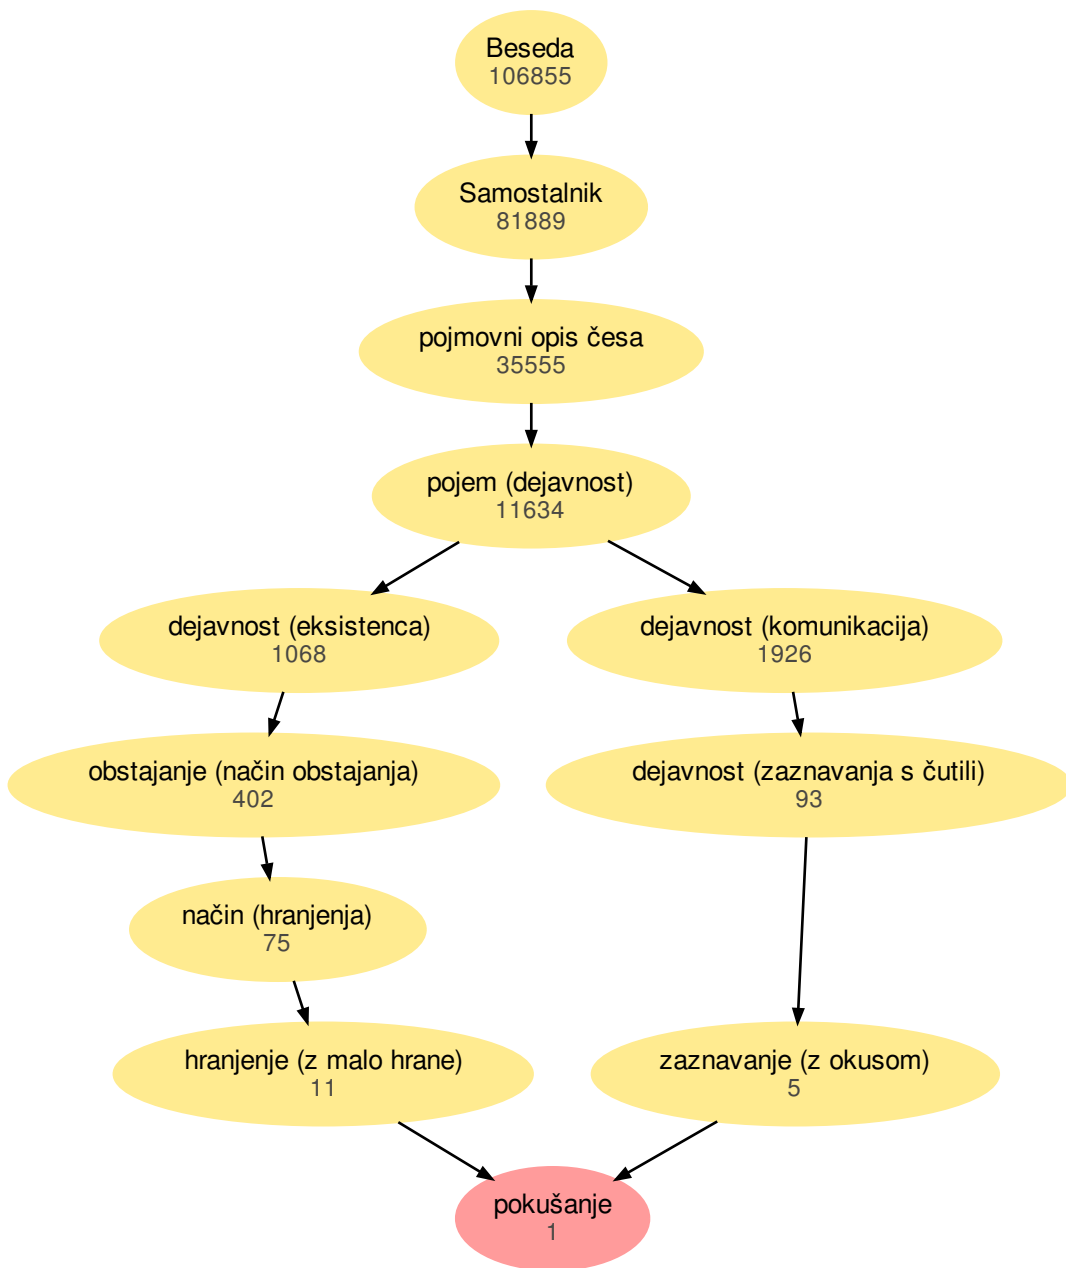 Beseda
106855
Samostalnik
81889
pojmovni opis česa
35555
pojem (dejavnost)
11634
dejavnost (eksistenca)
1068
dejavnost (komunikacija)
1926
obstajanje (način obstajanja)
402
dejavnost (zaznavanja s čutili)
93
način (hranjenja)
75
hranjenje (z malo hrane)
11
zaznavanje (z okusom)
5
pokušanje
1